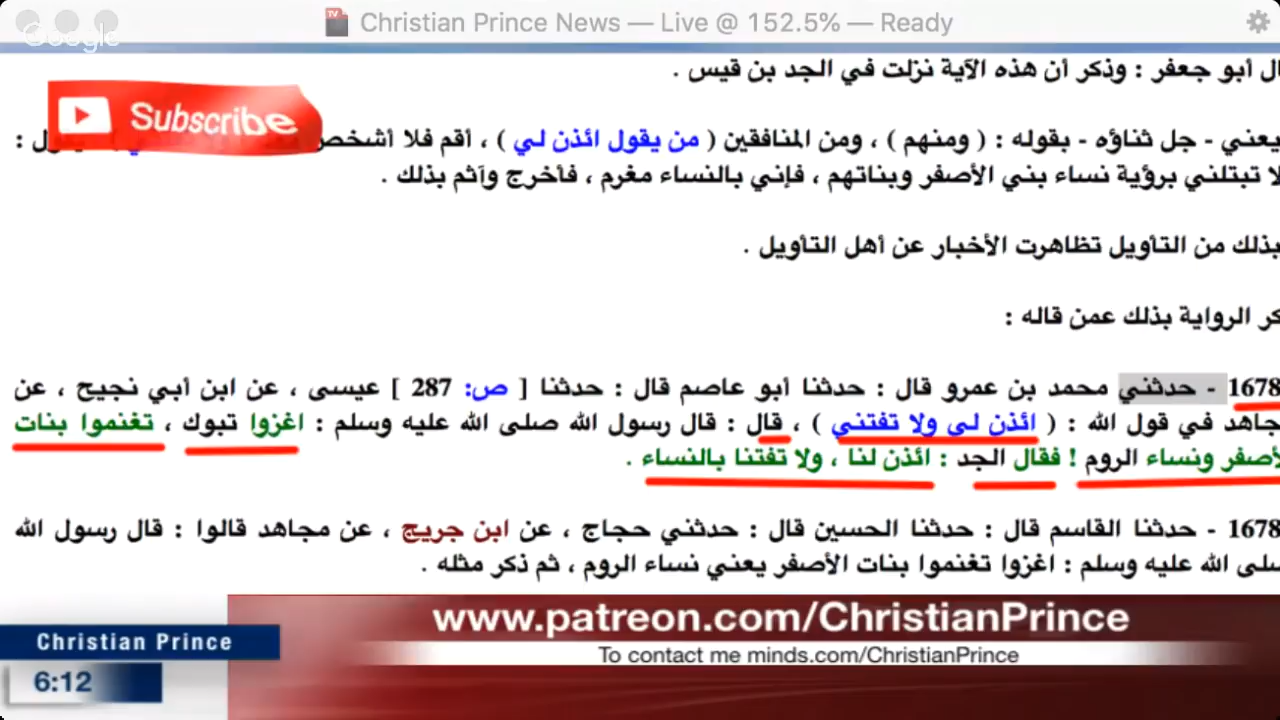 Christian Prince News — Live @ 152.5% — Ready
Google
ال أبو جعفر : وذكر أن هذه الآية نزلت في الجد بن قيس .
Subscribe
يعني - جل ثناؤه - بقوله : ( ومنهم ) ، ومن المنافقين ( من يقول ائذن لي ) ، أقم فلا أشخص
لا تبتلني برؤية نساء بني الأصفر وبناتهم ، فإني بالنساء مغرم ، فأخرج وآثم بذلك .
بذلك من التأويل تظاهرت الأخبار عن أهل التأويل .
كر الرواية بذلك عمن قاله :
1678 - حدثني محمد بن عمرو قال : حدثنا أبو عاصم قال : حدثنا [ ص: 287 ] عيسى ، عن ابن أبي نجيح ، عن
جاهد في قول الله : ( ائذن لي ولا تفتني ) ، قال : قال رسول الله صلى الله عليه وسلم : اغزوا تبوك ، تغنموا بنات
لأصفر ونساء الروم ! فقال الجد : ائذن لنا ، ولا تفتنا بالنساء .
1678 - حدثنا القاسم قال : حدثنا الحسين قال : حدثني حجاج ، عن ابن جريج ، عن مجاهد قالوا : قال رسول الله
صلى الله عليه وسلم : اغزوا تغنموا بنات الأصفر يعني نساء الروم ، ثم ذكر مثله .
www.patreon.com/ChristianPrince
Christian Prince
To contact me minds.com/ChristianPrince
6:12